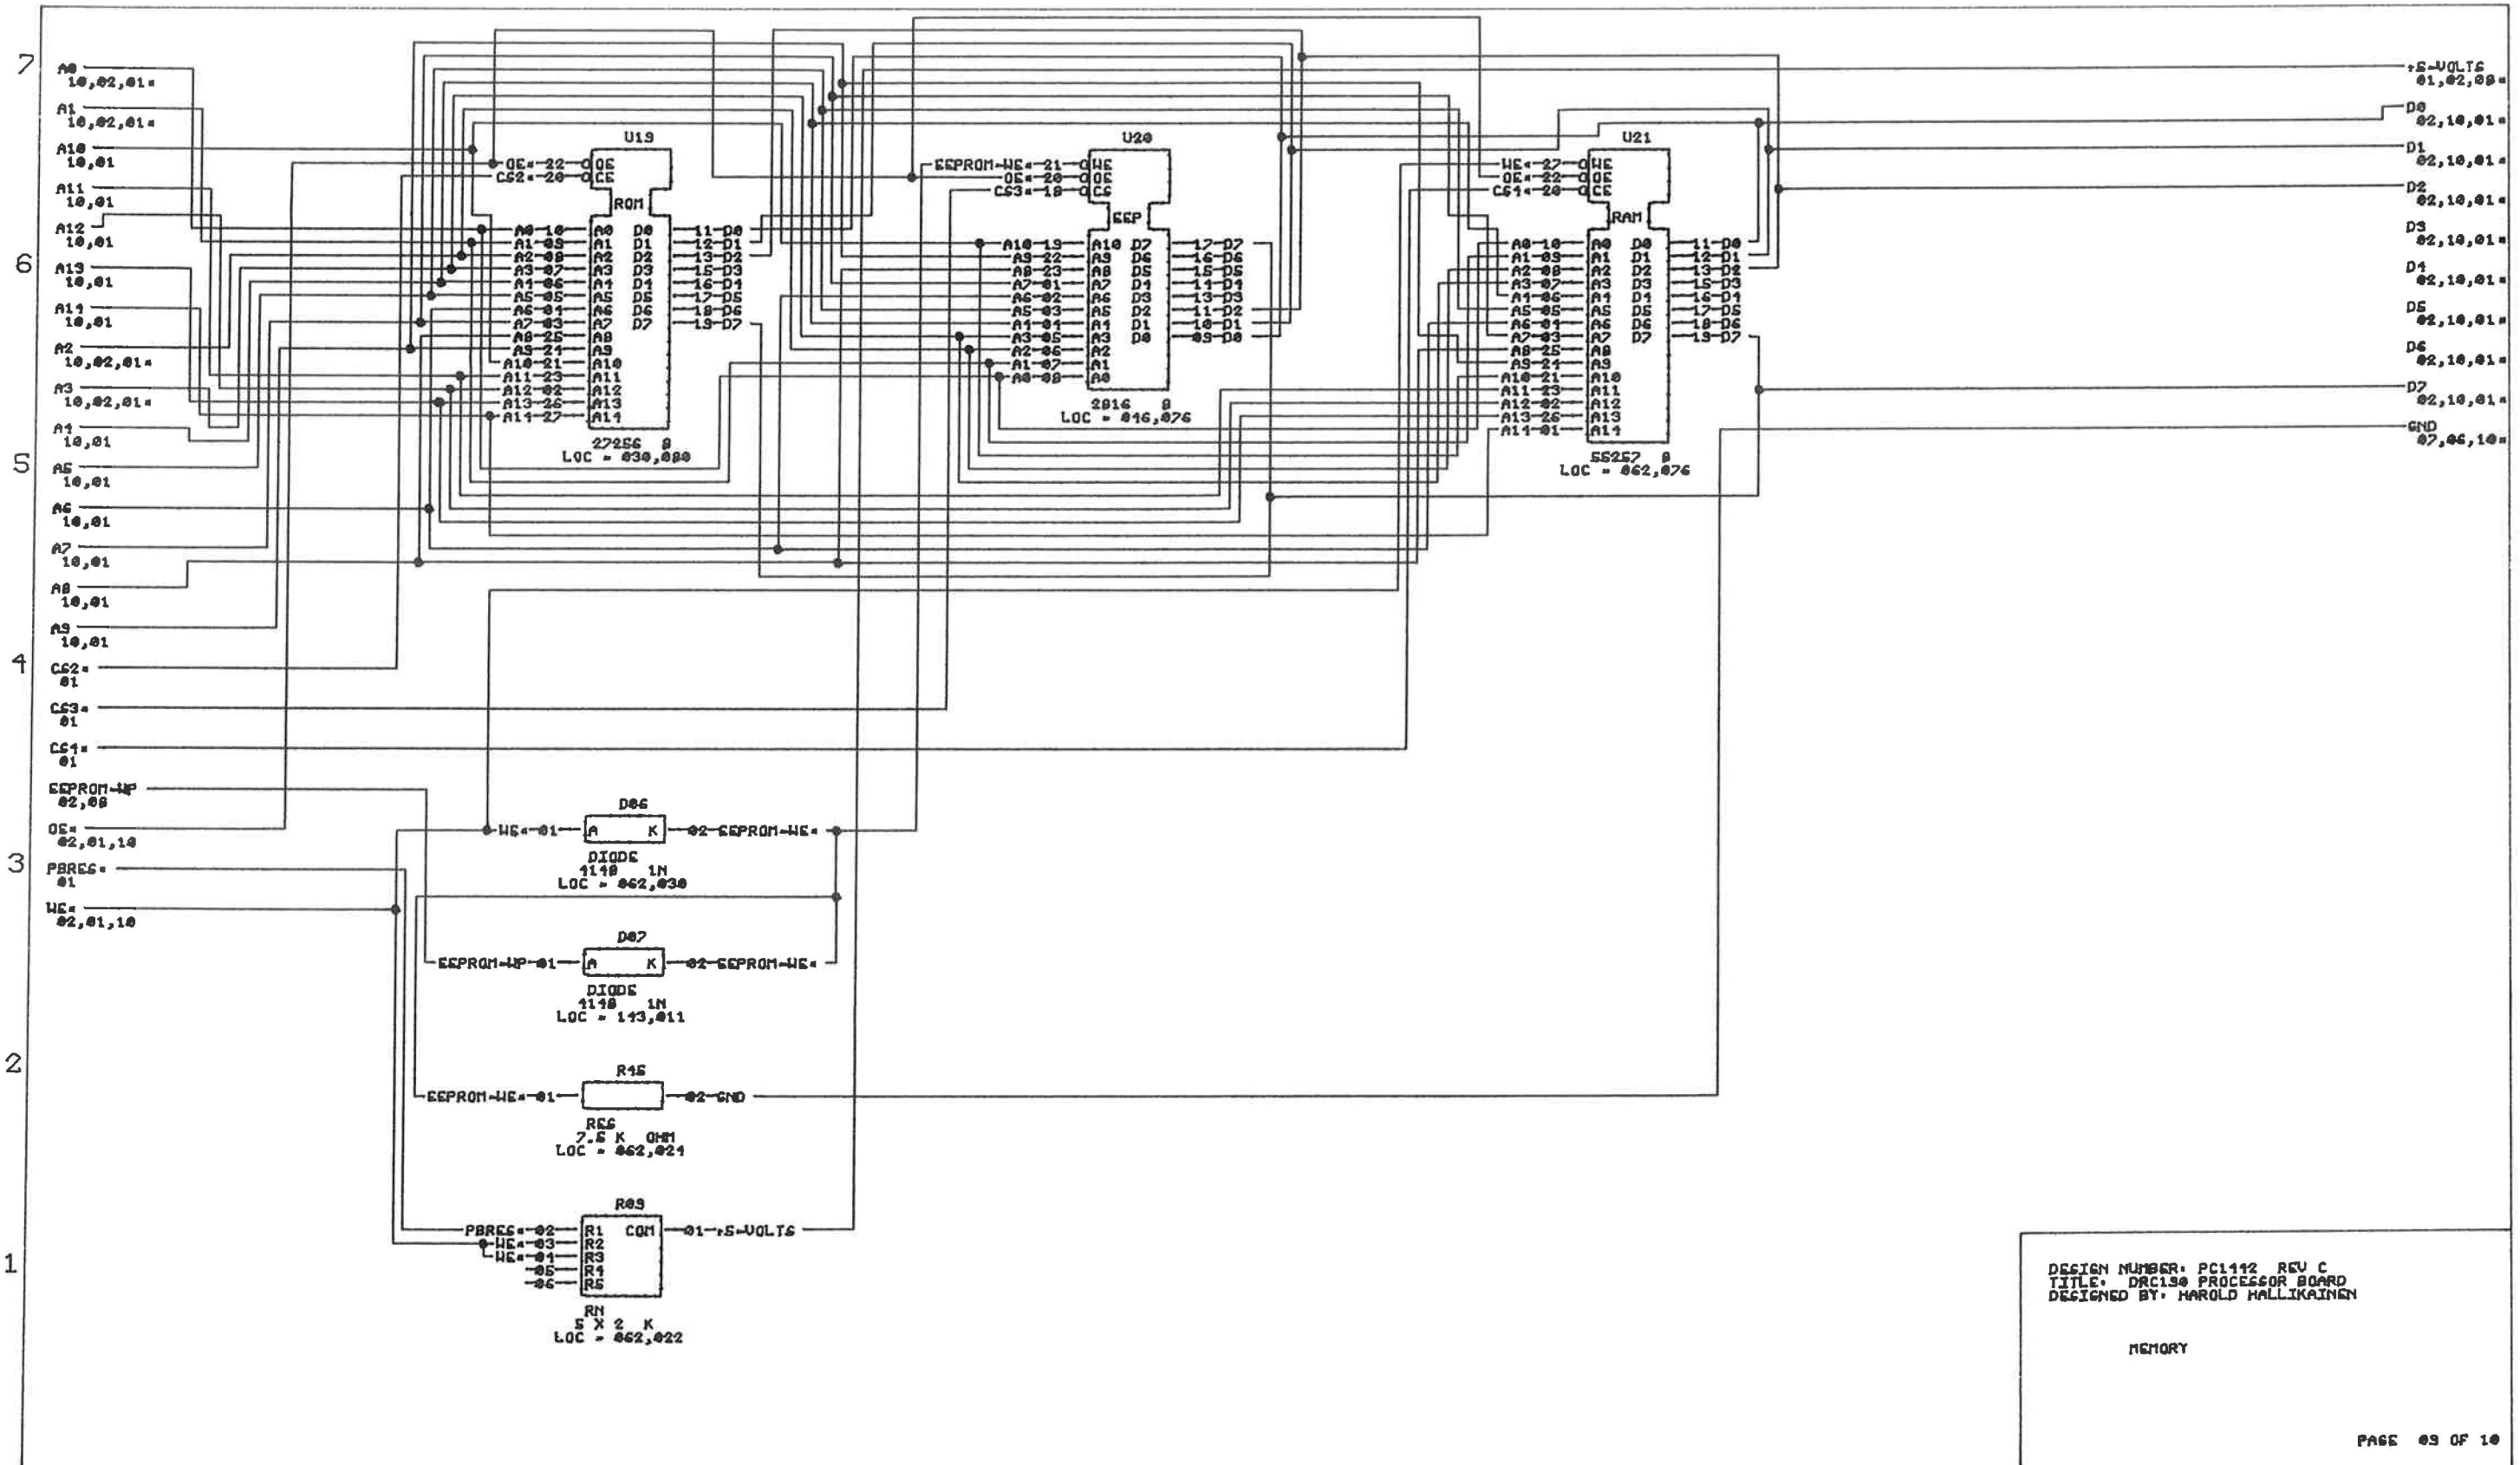 7
6
5
4
3
2
1
A0
10,02,01*
A1
10,02,01*
A10
10,01
A11
10,01
A12
10,01
A13
10,01
A14
10,01
A2
10,02,01*
A3
10,02,01*
A4
10,01
A5
10,01
A6
10,01
A7
10,01
A8
10,01
A9
10,01
CS2*
01
CS3*
01
CS4*
01
EEPROM-WP
02,08
OE*
02,01,10
PBRES*
01
WE*
02,01,10
U19
OE* 22 OE
CS2* 20 CE
ROM
A0 10 A0 D0 11 D0
A1 09 A1 D1 12 D1
A2 08 A2 D2 13 D2
A3 07 A3 D3 15 D3
A4 06 A4 D4 16 D4
A5 05 A5 D5 17 D5
A6 04 A6 D6 18 D6
A7 03 A7 D7 19 D7
A8 25 A8
A9 24 A9
A10 21 A10
A11 23 A11
A12 02 A12
A13 26 A13
A14 27 A14
27256 8
LOC = 030,080
U20
EEPROM-WE* 21 WE
OE* 20 OE
CS3* 18 CS
EEP
A10 19 A10 D7 17 D7
A9 22 A9 D6 16 D6
A8 23 A8 D5 15 D5
A7 01 A7 D4 14 D4
A6 02 A6 D3 13 D3
A5 03 A5 D2 11 D2
A4 04 A4 D1 10 D1
A3 05 A3 D0 09 D0
A2 06 A2
A1 07 A1
A0 08 A0
2816 8
LOC = 046,076
U21
WE* 27 WE
OE* 22 OE
CS4* 20 CE
RAM
A0 10 A0 D0 11 D0
A1 09 A1 D1 12 D1
A2 08 A2 D2 13 D2
A3 07 A3 D3 15 D3
A4 06 A4 D4 16 D4
A5 05 A5 D5 17 D5
A6 04 A6 D6 18 D6
A7 03 A7 D7 19 D7
A8 25 A8
A9 24 A9
A10 21 A10
A11 23 A11
A12 02 A12
A13 26 A13
A14 01 A14
55257 8
LOC = 062,076
+5-VOLTS
01,02,08*
D0
02,10,01*
D1
02,10,01*
D2
02,10,01*
D3
02,10,01*
D4
02,10,01*
D5
02,10,01*
D6
02,10,01*
D7
02,10,01*
GND
07,06,10*
D06
WE* 01 A K 02 EEPROM-WE*
DIODE
4148 1N
LOC = 062,030
D07
EEPROM-WP 01 A K 02 EEPROM-WE*
DIODE
4148 1N
LOC = 143,011
R45
EEPROM-WE* 01 02 GND
RES
7.5 K OHM
LOC = 062,024
R09
PBRES* 02 R1 COM 01 +5-VOLTS
WE* 03 R2
WE* 04 R3
05 R4
06 R5
RN
5 X 2 K
LOC = 062,022
DESIGN NUMBER: PC1442 REV C
TITLE: DRC190 PROCESSOR BOARD
DESIGNED BY: HAROLD HALLIKAINEN
MEMORY
PAGE 09 OF 10